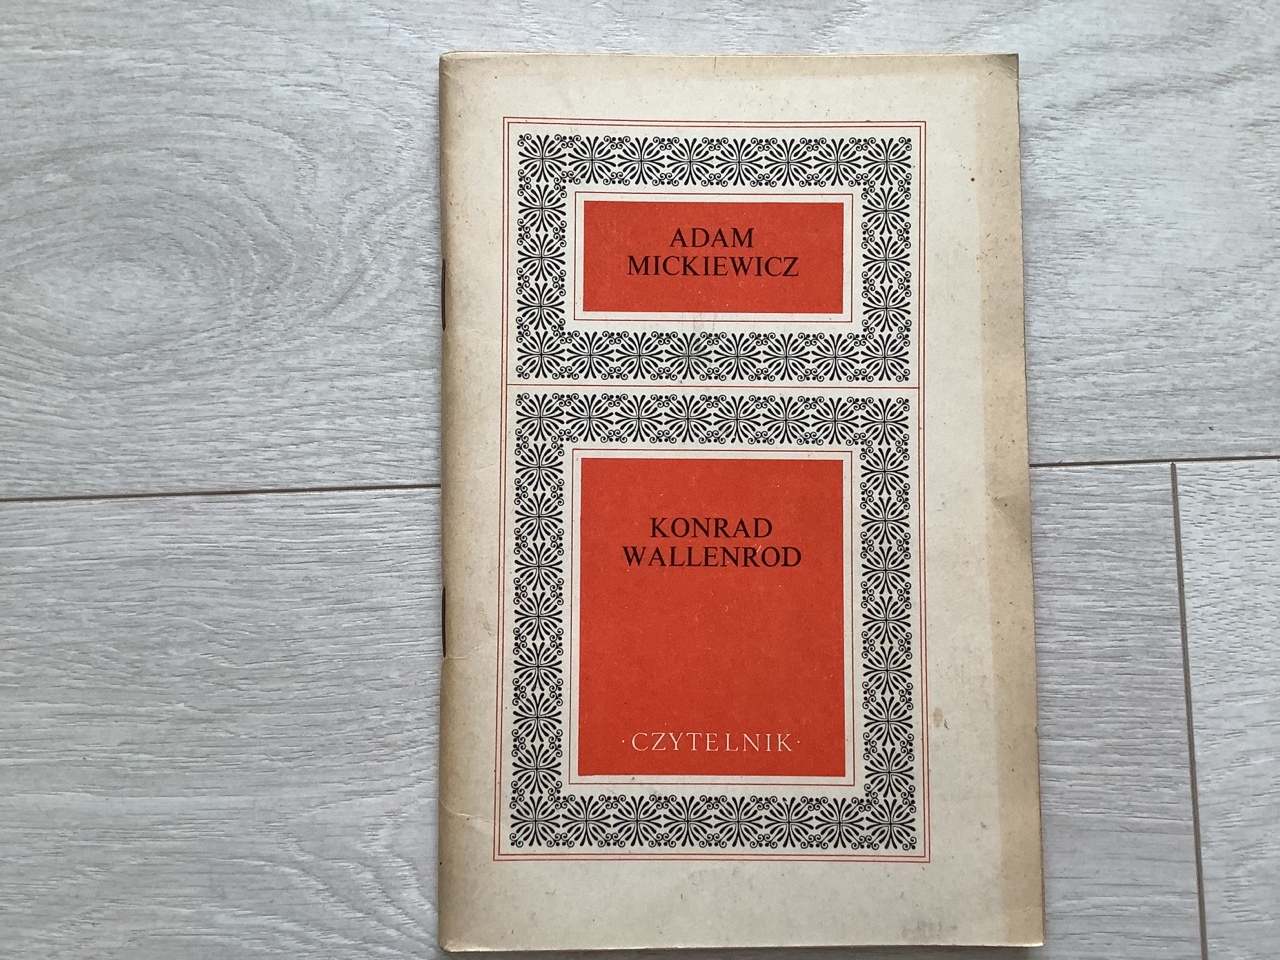 ADAM
MICKIEWICZ
KONRAD
WALLENROD
·CZYTELNIK·